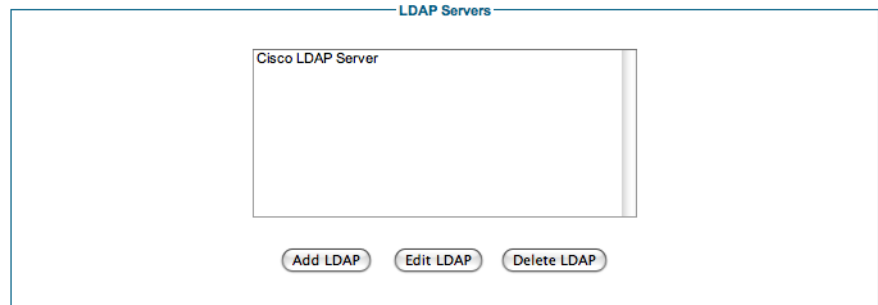 LDAP Servers
Cisco LDAP Server
Add LDAP Edit LDAP Delete LDAP